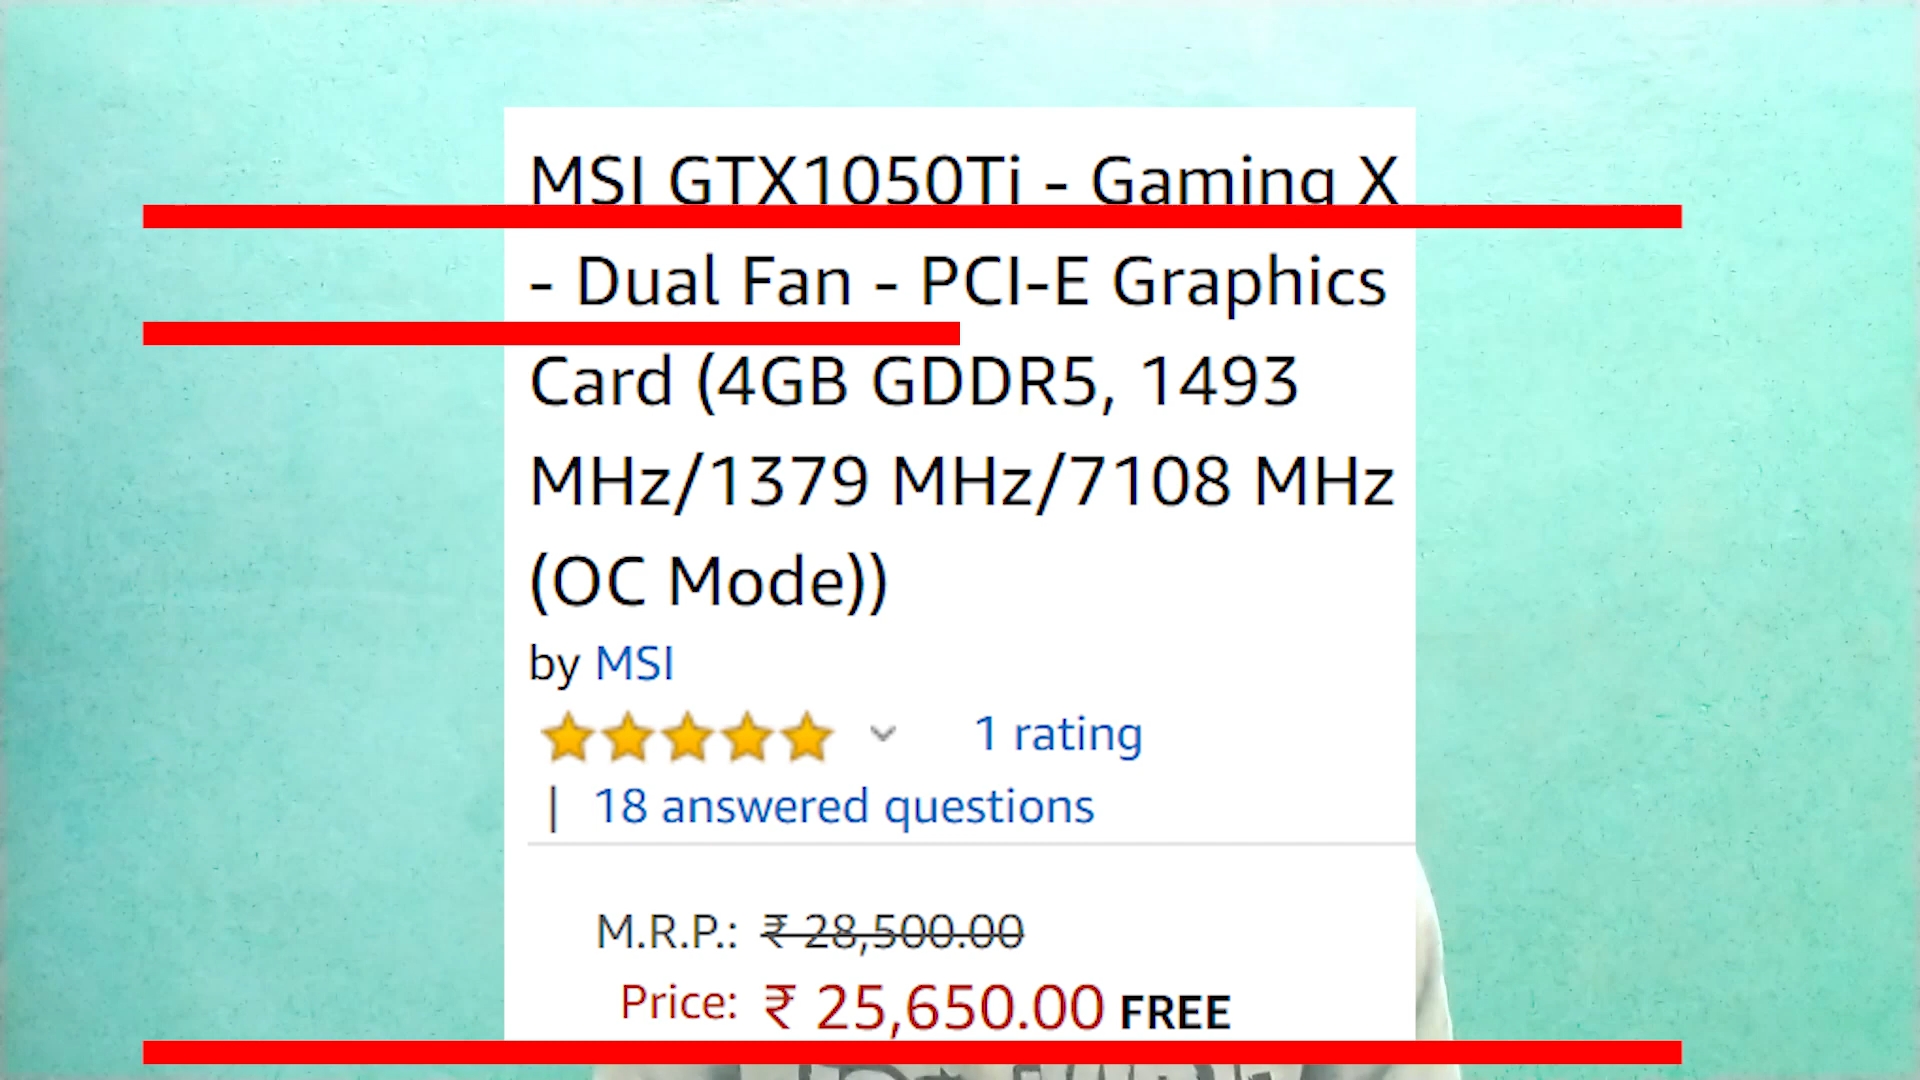 MSI GTX1050Ti - Gaming X
- Dual Fan - PCI-E Graphics
Card (4GB GDDR5, 1493
MHz/1379 MHz/7108 MHz
(OC Mode))
by MSI
1 rating
| 18 answered questions
M.R.P.: ₹ 28,500.00
Price: ₹ 25,650.00 FREE